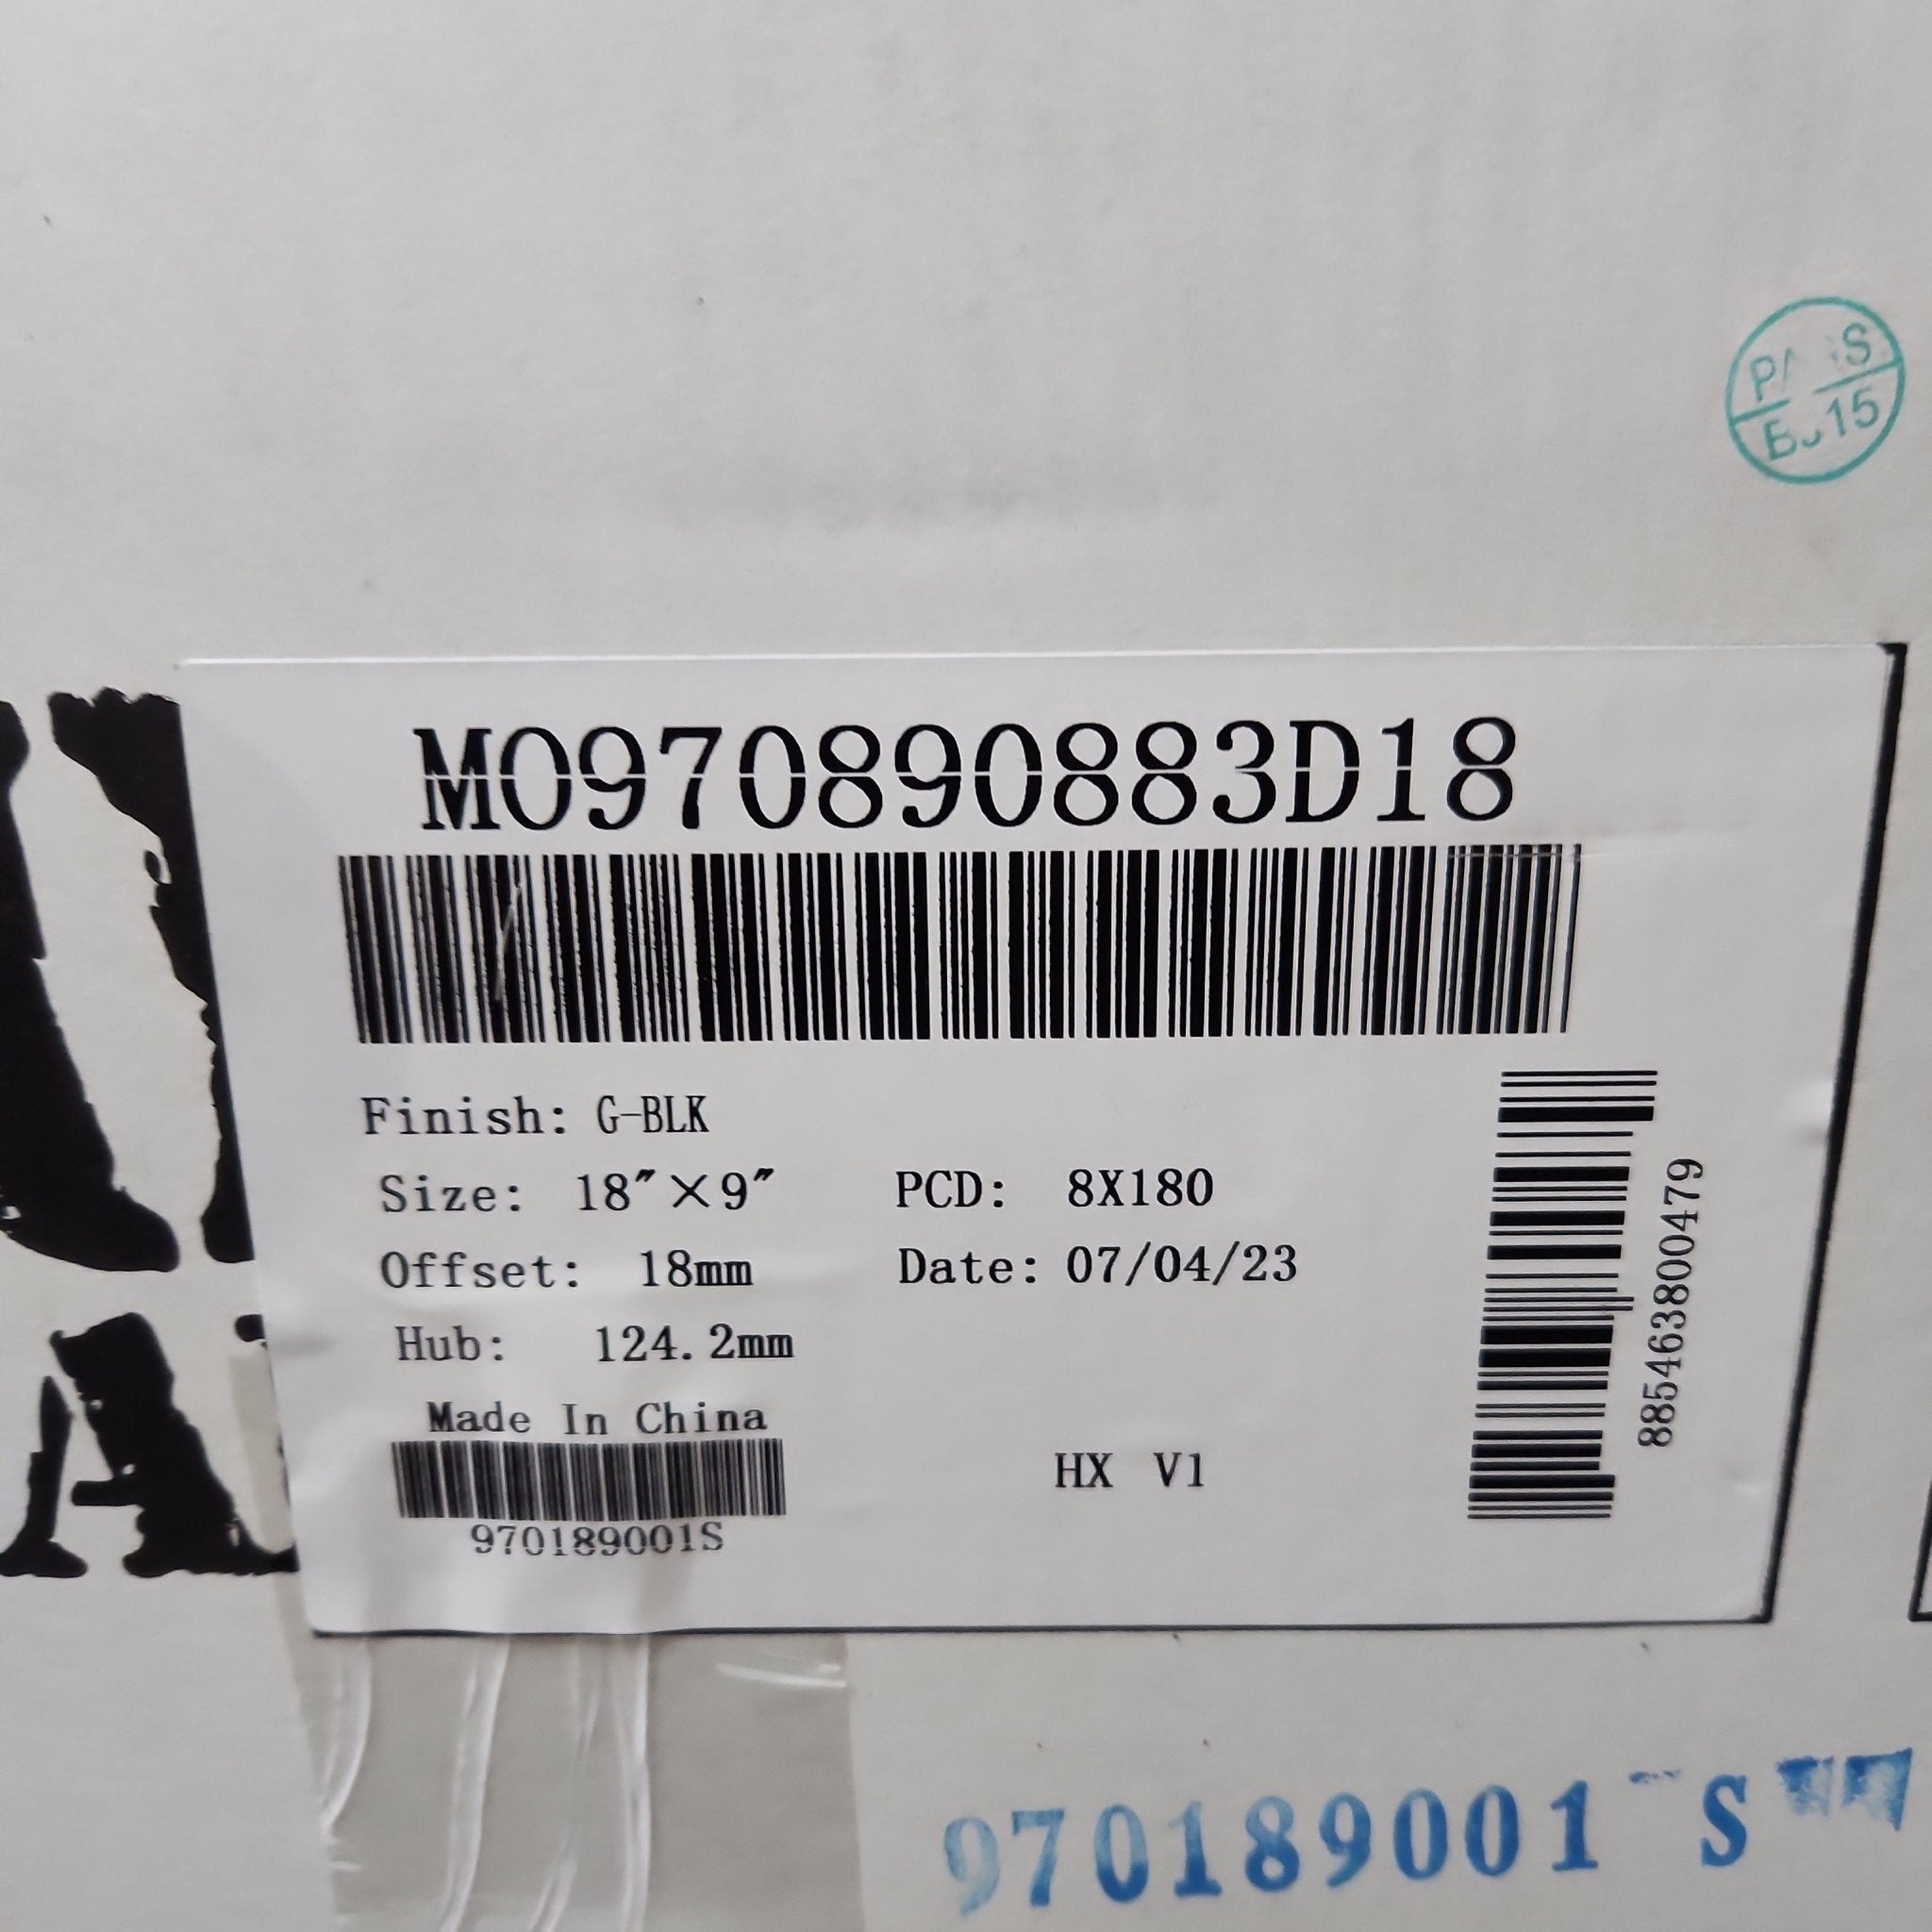 MO970890883D18
Finish: G-BLK
Size: 18"×9" PCD: 8X180
Offset: 18mm Date: 07/04/23
Hub: 124.2mm
Made In China
HX V1
970189001S
885463800479
970189001 S